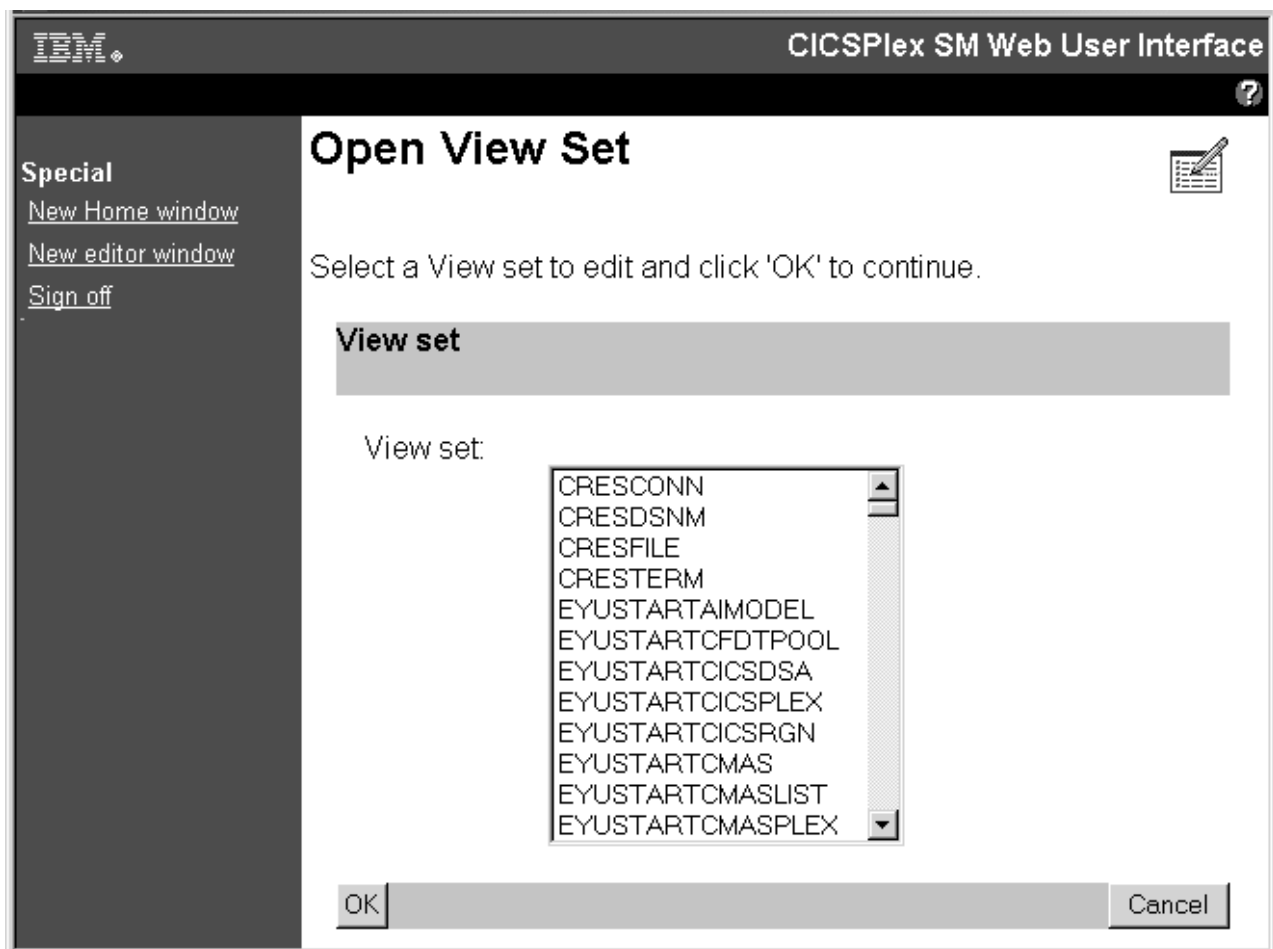 IBM
CICSPlex SM Web User Interface
?
Special
New Home window
New editor window
Sign off
Open View Set
Select a View set to edit and click 'OK' to continue.
View set
View set:
CRESCONN
CRESDSNM
CRESFILE
CRESTERM
EYUSTARTAIMODEL
EYUSTARTCFDTPOOL
EYUSTARTCICSDSA
EYUSTARTCICSPLEX
EYUSTARTCICSRGN
EYUSTARTCMAS
EYUSTARTCMASLIST
EYUSTARTCMASPLEX
OK
Cancel